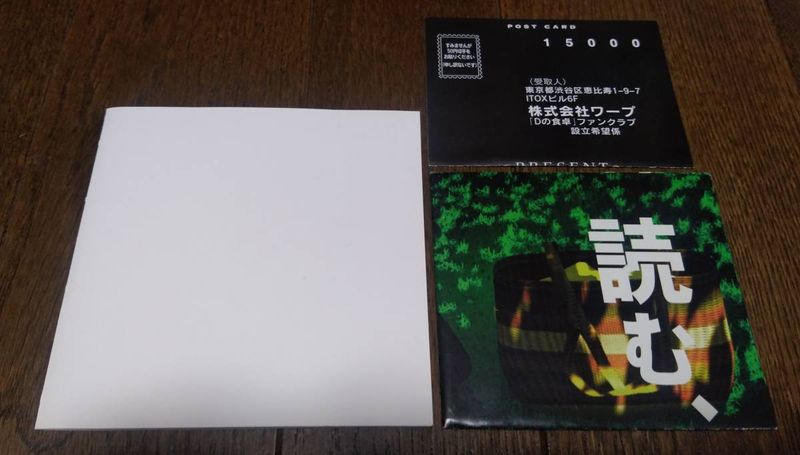 POST CARD
すみませんが
50円切手を
お貼りください
(申し訳ないです)
15000
(受取人)
東京都渋谷区恵比寿1-9-7
ITOXビル6F
株式会社ワープ
「Dの食卓」ファンクラブ
設立希望係
PRESENT
読む、